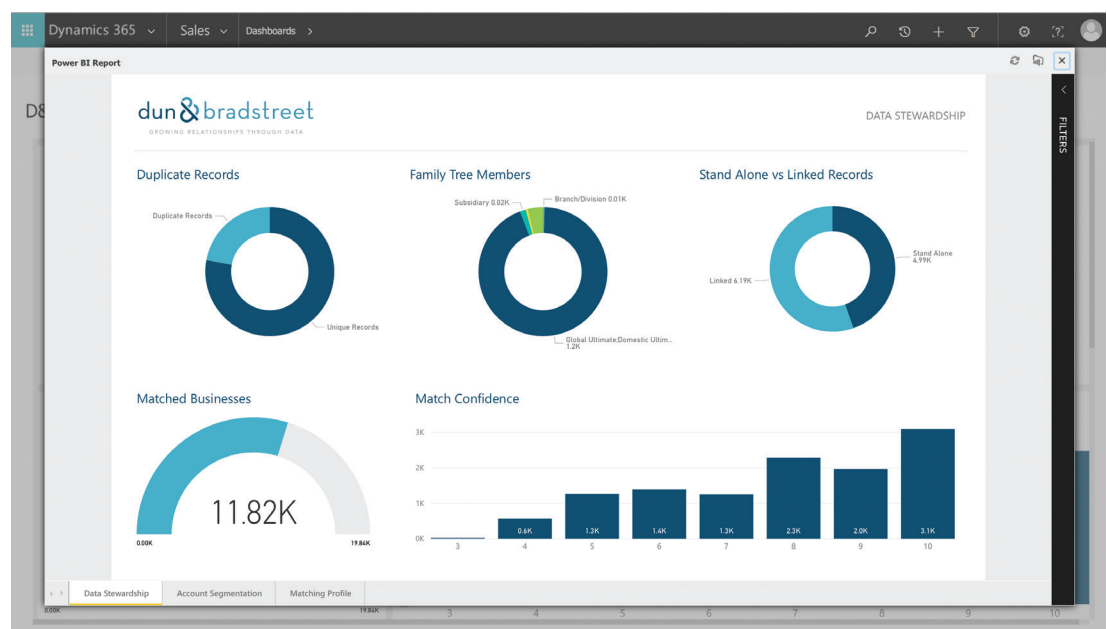 Dynamics 365
Sales
Dashboards
[?]
Power BI Report
D&
dun&bradstreet
GROWING RELATIONSHIPS THROUGH DATA
DATA STEWARDSHIP
FILTERS
Duplicate Records
Duplicate Records
Unique Records
Family Tree Members
Subsidiary 0.02K
Branch/Division 0.01K
Global Ultimate;Domestic Ultim...
1.2K
Stand Alone vs Linked Records
Stand Alone
4.99K
Linked 6.19K
Matched Businesses
11.82K
0.00K
19.84K
Match Confidence
3K
2K
1K
0K
0.6K 1.3K 1.4K 1.3K 2.3K 2.0K 3.1K
3 4 5 6 7 8 9 10
Data Stewardship
Account Segmentation
Matching Profile
0.00K
19.84K
3 4 5 6 7 8 9 10